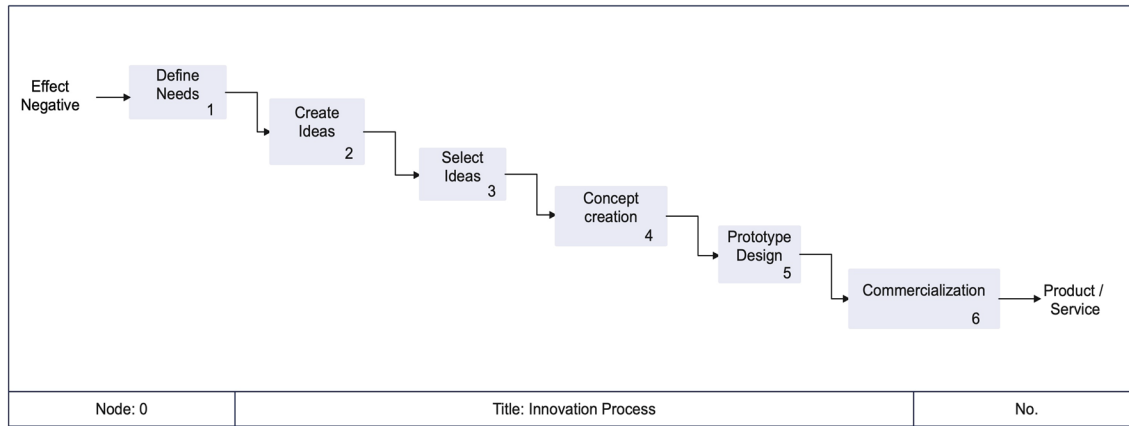 Effect
Negative
Define
Needs
1
Create
Ideas
2
Select
Ideas
3
Concept
creation
4
Prototype
Design
5
Commercialization
6
Product /
Service
Node: 0
Title: Innovation Process
No.